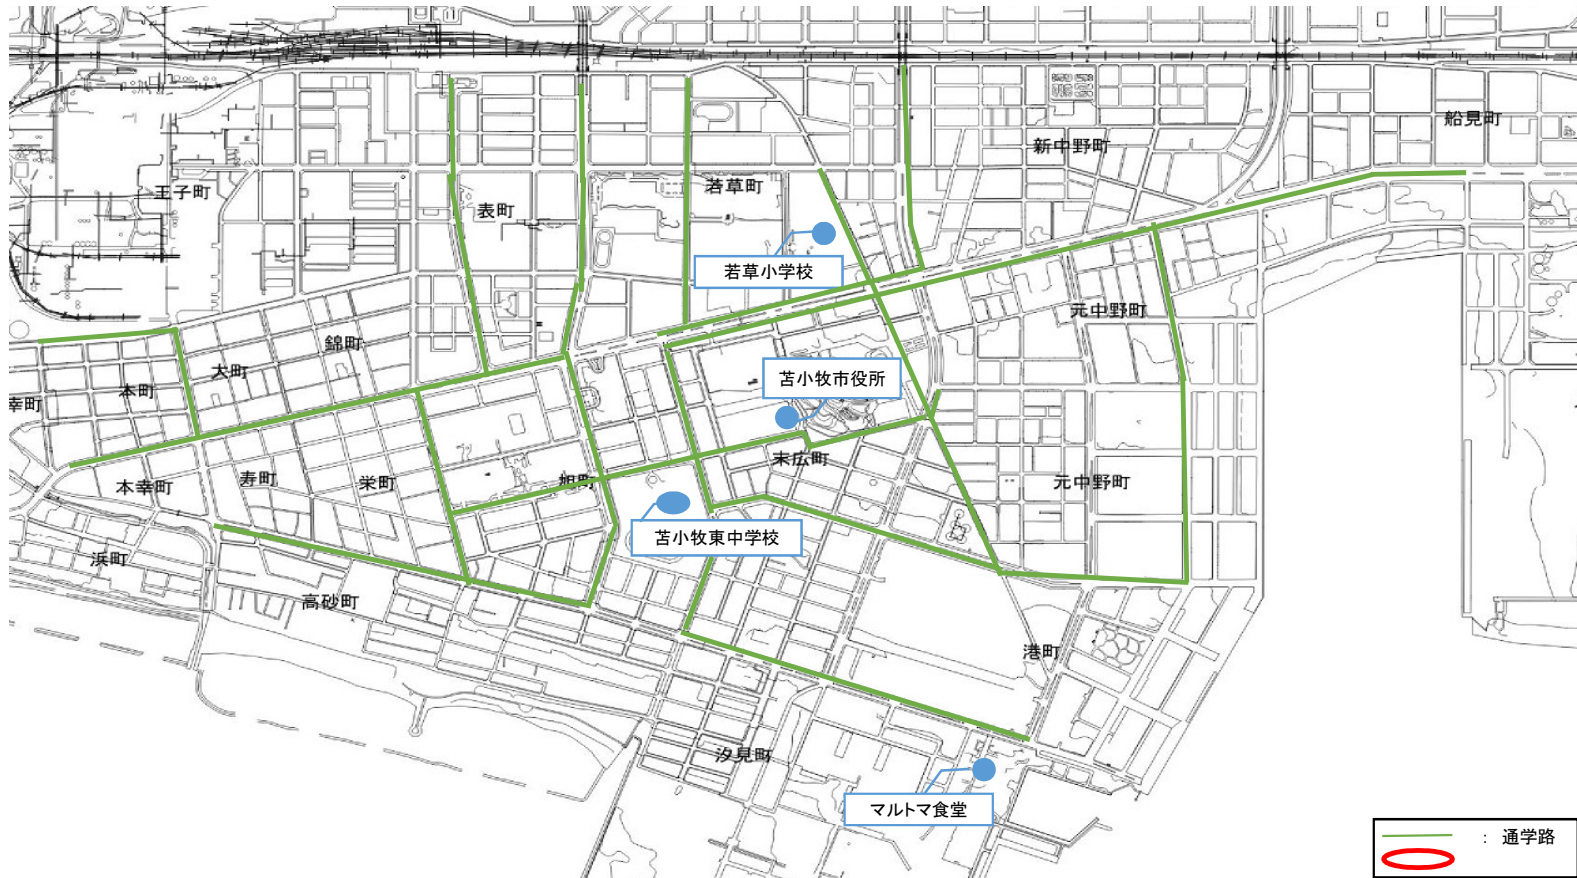 船見町
新中野町
王子町
若草町
表町
若草小学校
元中野町
錦町
大町
苫小牧市役所
本町
幸町
末広町
寿町
栄町
旭町
元中野町
本幸町
苫小牧東中学校
浜町
高砂町
港町
汐見町
マルトマ食堂
： 通学路